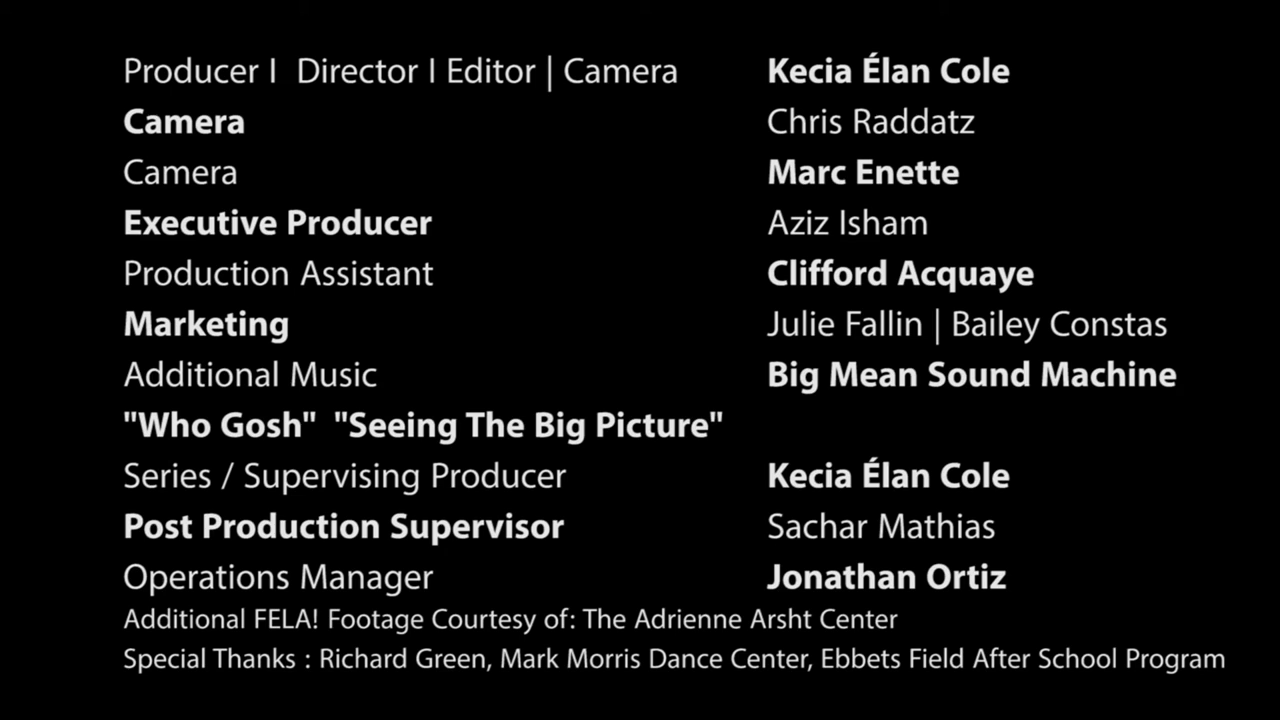 Producer I  Director I Editor | Camera Kecia Élan Cole
Camera Chris Raddatz
Camera Marc Enette
Executive Producer Aziz Isham
Production Assistant Clifford Acquaye
Marketing Julie Fallin | Bailey Constas
Additional Music Big Mean Sound Machine
"Who Gosh"  "Seeing The Big Picture"
Series / Supervising Producer Kecia Élan Cole
Post Production Supervisor Sachar Mathias
Operations Manager Jonathan Ortiz
Additional FELA! Footage Courtesy of: The Adrienne Arsht Center
Special Thanks : Richard Green, Mark Morris Dance Center, Ebbets Field After School Program